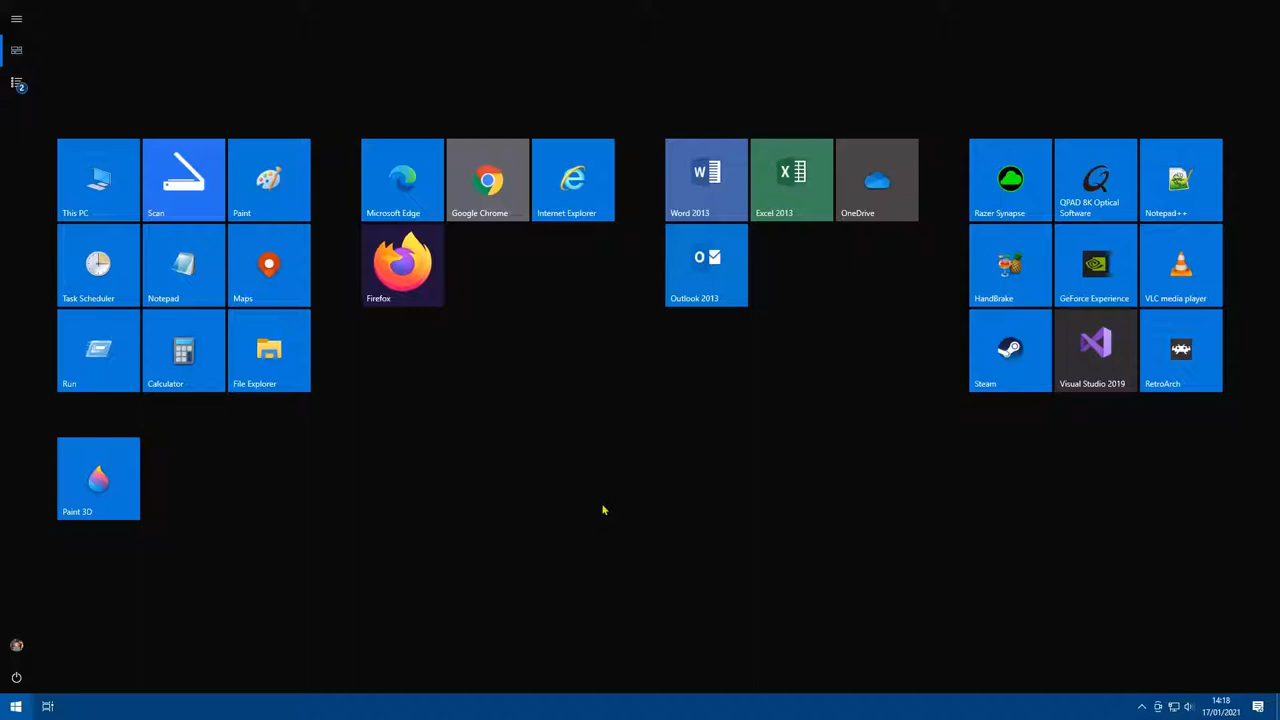 2
This PC
Scan
Paint
Microsoft Edge
Google Chrome
Internet Explorer
Word 2013
Excel 2013
OneDrive
Razer Synapse
QPAD 8K Optical
Software
Notepad++
Task Scheduler
Notepad
Maps
Firefox
Outlook 2013
HandBrake
GeForce Experience
VLC media player
Run
Calculator
File Explorer
Steam
Visual Studio 2019
RetroArch
Paint 3D
14:18
17/01/2021